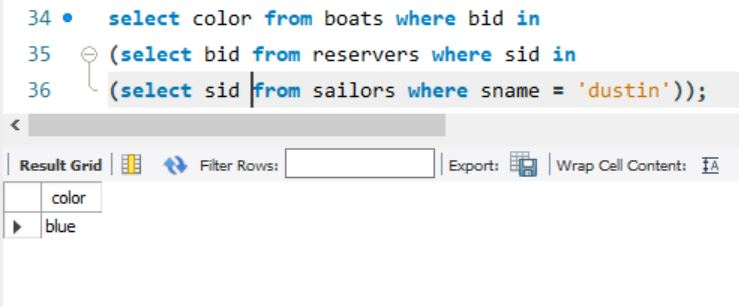 34 select color from boats where bid in
35 (select bid from reservers where sid in
36 (select sid from sailors where sname = 'dustin'));
Result Grid Filter Rows: Export: Wrap Cell Content: IA
color
blue